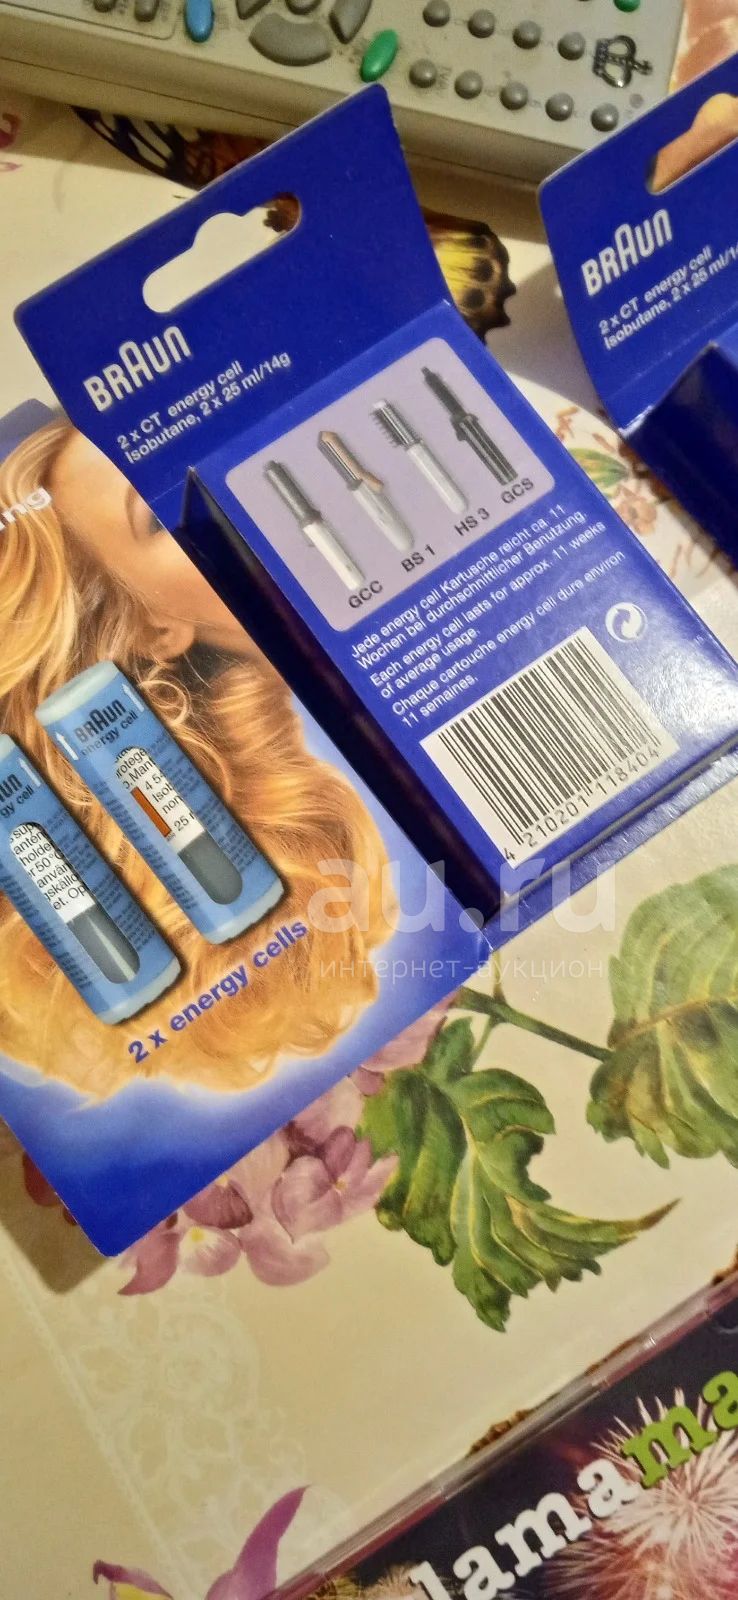 BRAUN
2 x CT energy cell
Isobutane, 2 x 25 ml/14g
GCC BS 1 HS 3 GCS
Jede energy cell Kartusche reicht ca. 11
Wochen bei durchschnittlicher Benutzung.
Each energy cell lasts for approx. 11 weeks
of average usage.
Chaque cartouche energy cell dure environ
11 semaines.
4 210201 118404
BRAUN
2 x CT energy cell
Isobutane, 2 x 25 ml/
BRAUN
energy cell
2 x energy cells
au.ru
интернет-аукцион
lamama